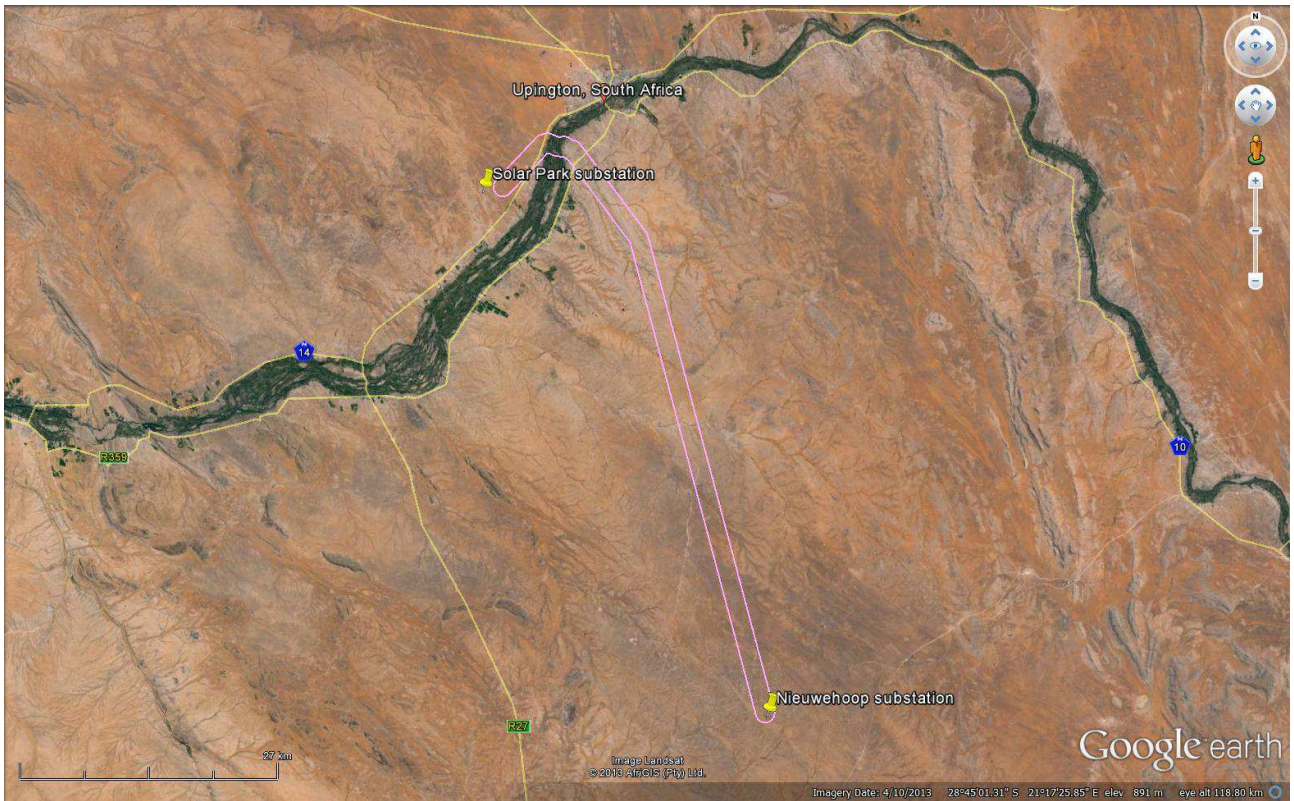 N
Upington, South Africa
Solar Park substation
14
10
R359
Nieuwehoop substation
R27
27 km
Google earth
Image Landsat
© 2013 AfriGIS (Pty) Ltd.
Imagery Date: 4/10/2013 28°45'01.31" S 21°17'25.85" E elev 891 m eye alt 118.80 km